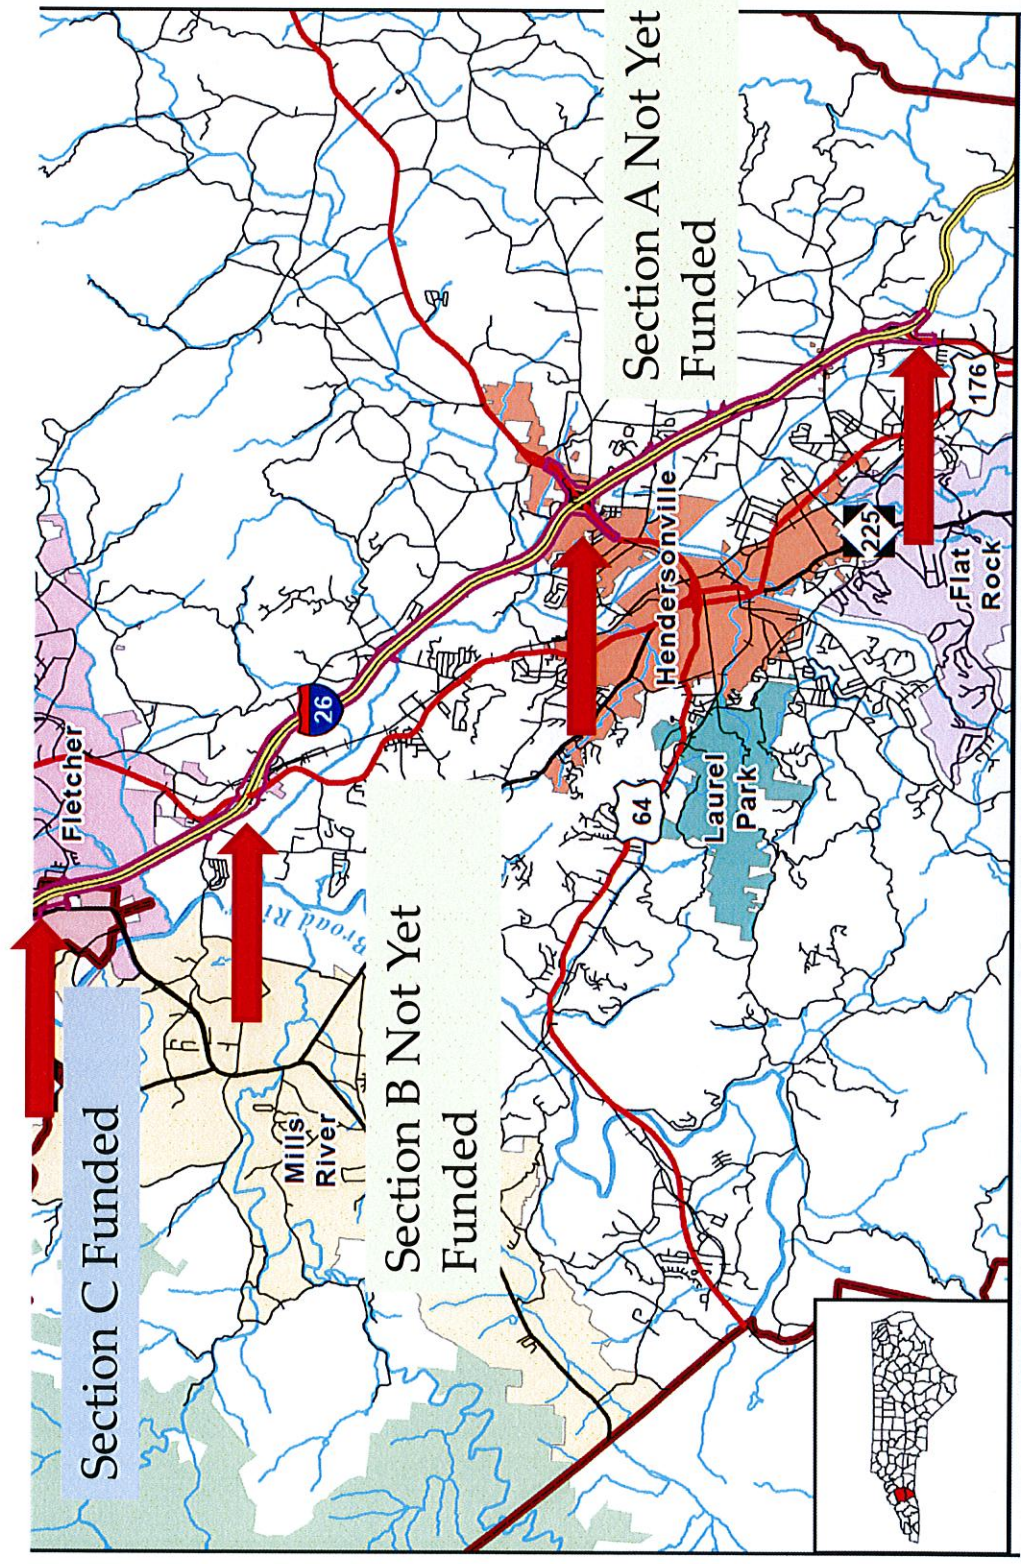 Section C Funded
Fletcher
26
Broad Ri
Mills
River
Section B Not Yet
Funded
Section A Not Yet
Funded
Hendersonville
64
Laurel
Park
225
Flat
Rock
176